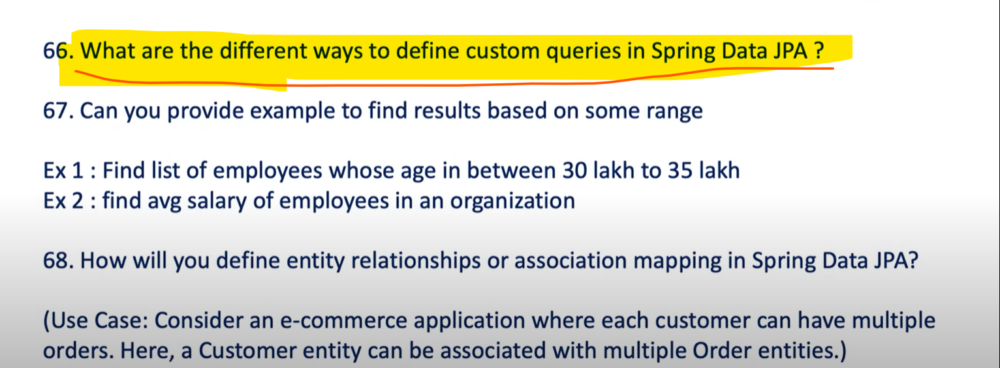 66. What are the different ways to define custom queries in Spring Data JPA ?
67. Can you provide example to find results based on some range
Ex 1 : Find list of employees whose age in between 30 lakh to 35 lakh
Ex 2 : find avg salary of employees in an organization
68. How will you define entity relationships or association mapping in Spring Data JPA?
(Use Case: Consider an e-commerce application where each customer can have multiple
orders. Here, a Customer entity can be associated with multiple Order entities.)